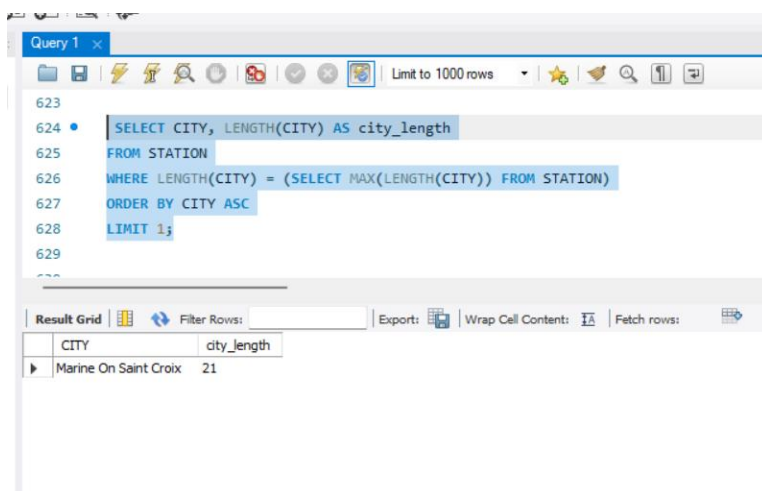 Query 1
Limit to 1000 rows
623
624 SELECT CITY, LENGTH(CITY) AS city_length
625 FROM STATION
626 WHERE LENGTH(CITY) = (SELECT MAX(LENGTH(CITY)) FROM STATION)
627 ORDER BY CITY ASC
628 LIMIT 1;
629
Result Grid Filter Rows: Export: Wrap Cell Content: Fetch rows:
CITY city_length
Marine On Saint Croix 21